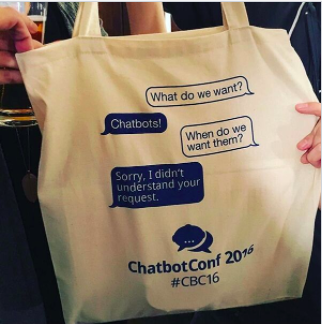 What do we want?
Chatbots!
When do we
want them?
Sorry, I didn't
understand your
request.
ChatbotConf 2016
#CBC16